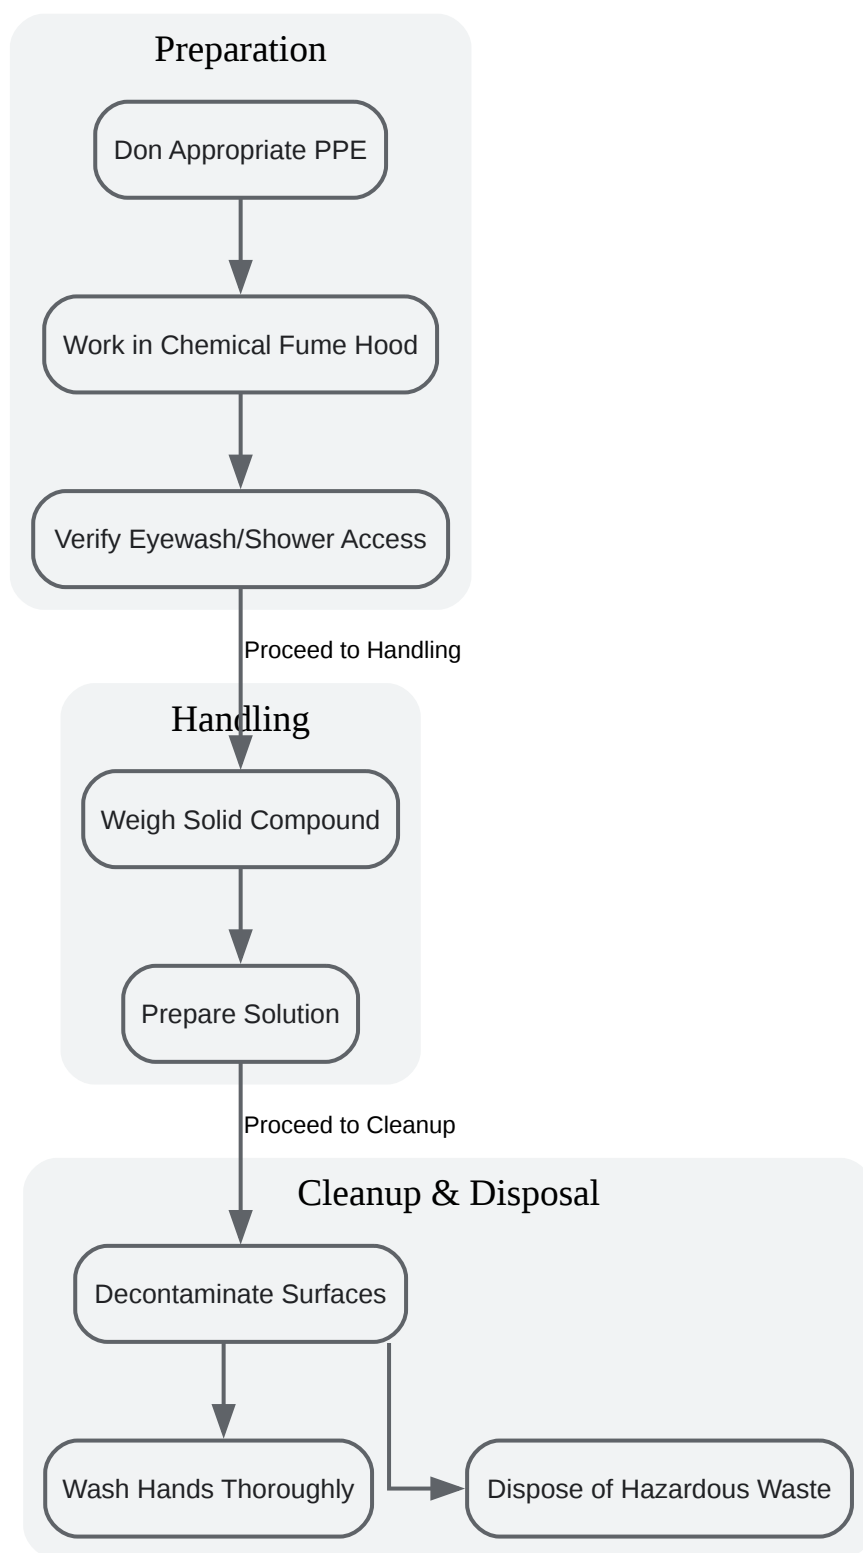 Preparation
Don Appropriate PPE
Work in Chemical Fume Hood
Verify Eyewash/Shower Access
Proceed to Handling
Handling
Weigh Solid Compound
Prepare Solution
Proceed to Cleanup
Cleanup & Disposal
Decontaminate Surfaces
Wash Hands Thoroughly
Dispose of Hazardous Waste